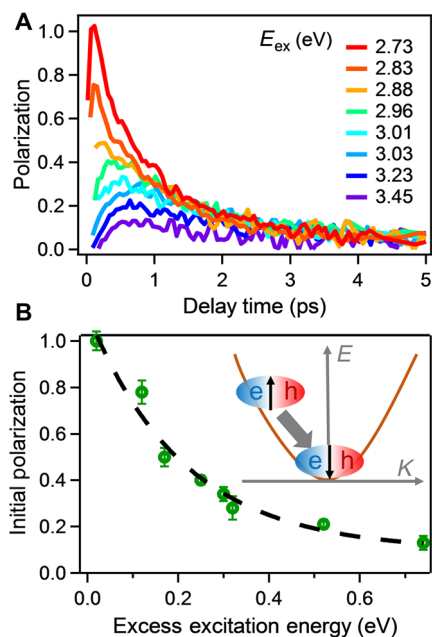 A
E_ex (eV)
2.73
2.83
2.88
2.96
3.01
3.03
3.23
3.45
Polarization
1.0
0.8
0.6
0.4
0.2
0.0
0
1
2
3
4
5
Delay time (ps)
B
E
e h
e h
K
Initial polarization
1.0
0.8
0.6
0.4
0.2
0.0
0.0
0.2
0.4
0.6
Excess excitation energy (eV)